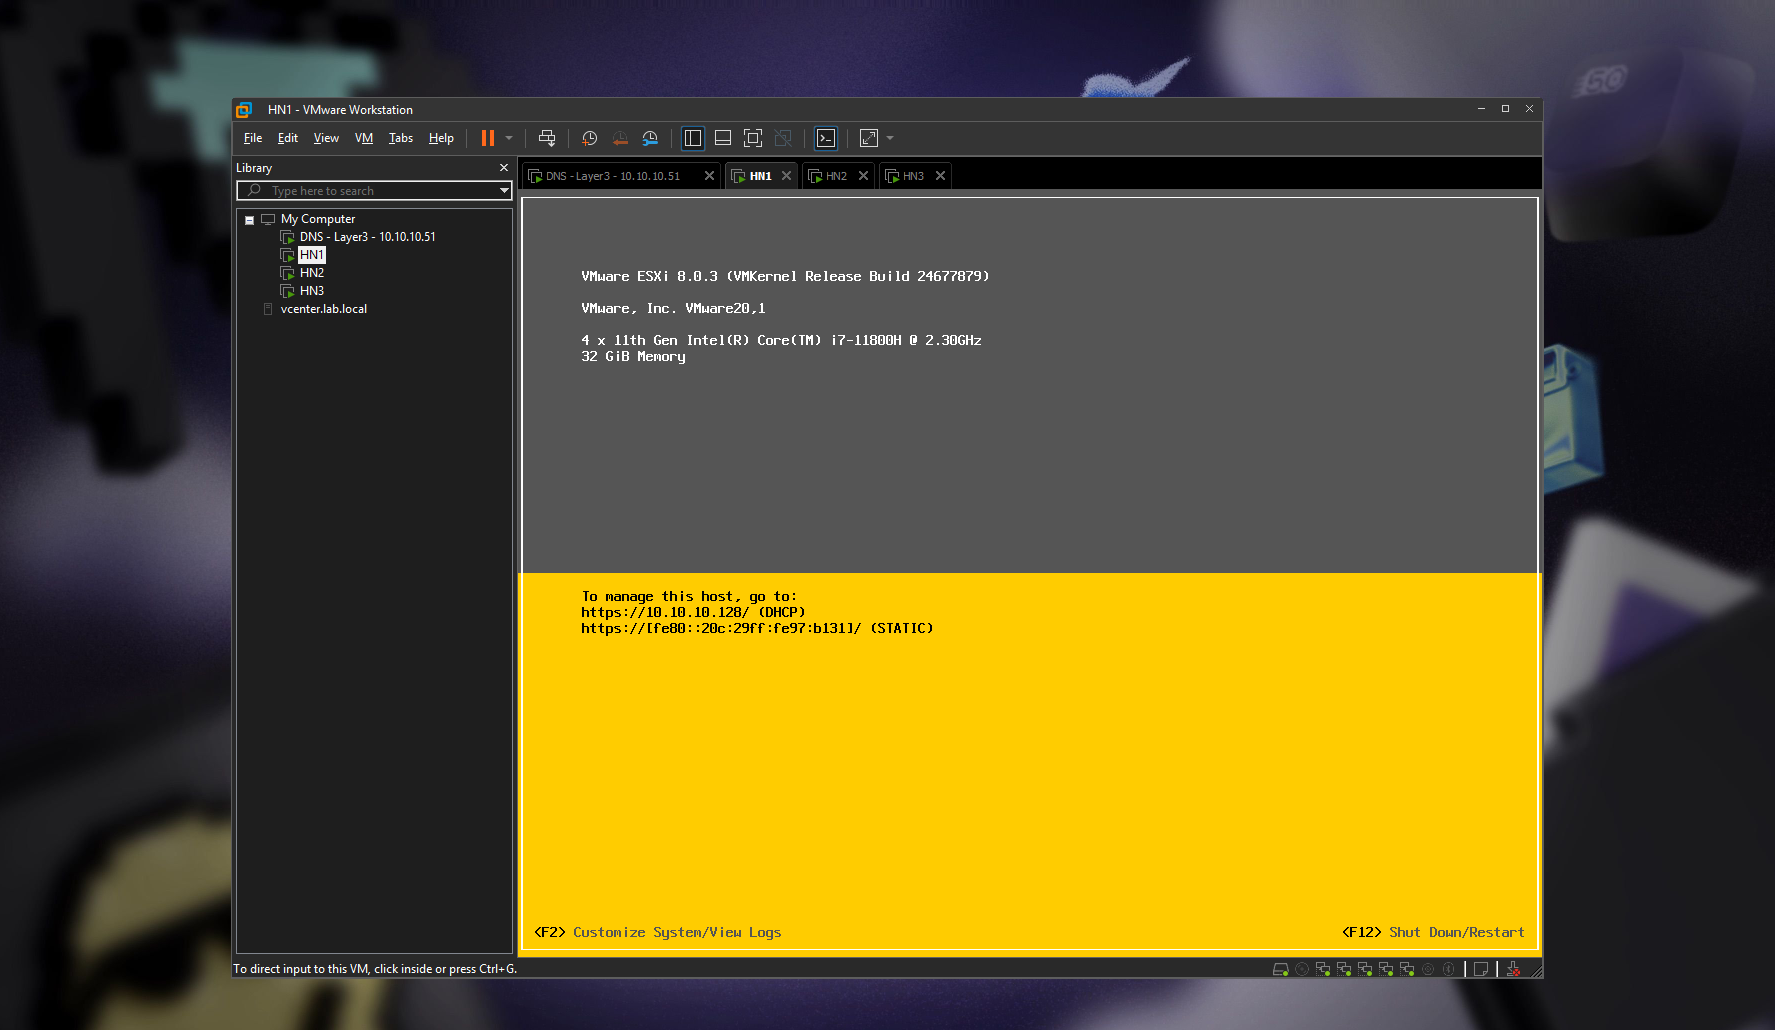 HN1 - VMware Workstation
File Edit View VM Tabs Help
Library
Type here to search
My Computer
DNS - Layer3 - 10.10.10.51
HN1
HN2
HN3
vcenter.lab.local
DNS - Layer3 - 10.10.10.51 HN1 HN2 HN3
VMware ESXi 8.0.3 (VMKernel Release Build 24677879)
VMware, Inc. VMware20,1
4 x 11th Gen Intel(R) Core(TM) i7-11800H @ 2.30GHz
32 GiB Memory
To manage this host, go to:
https://10.10.10.128/ (DHCP)
https://[fe80::20c:29ff:fe97:b131]/ (STATIC)
<F2> Customize System/View Logs
<F12> Shut Down/Restart
To direct input to this VM, click inside or press Ctrl+G.
50